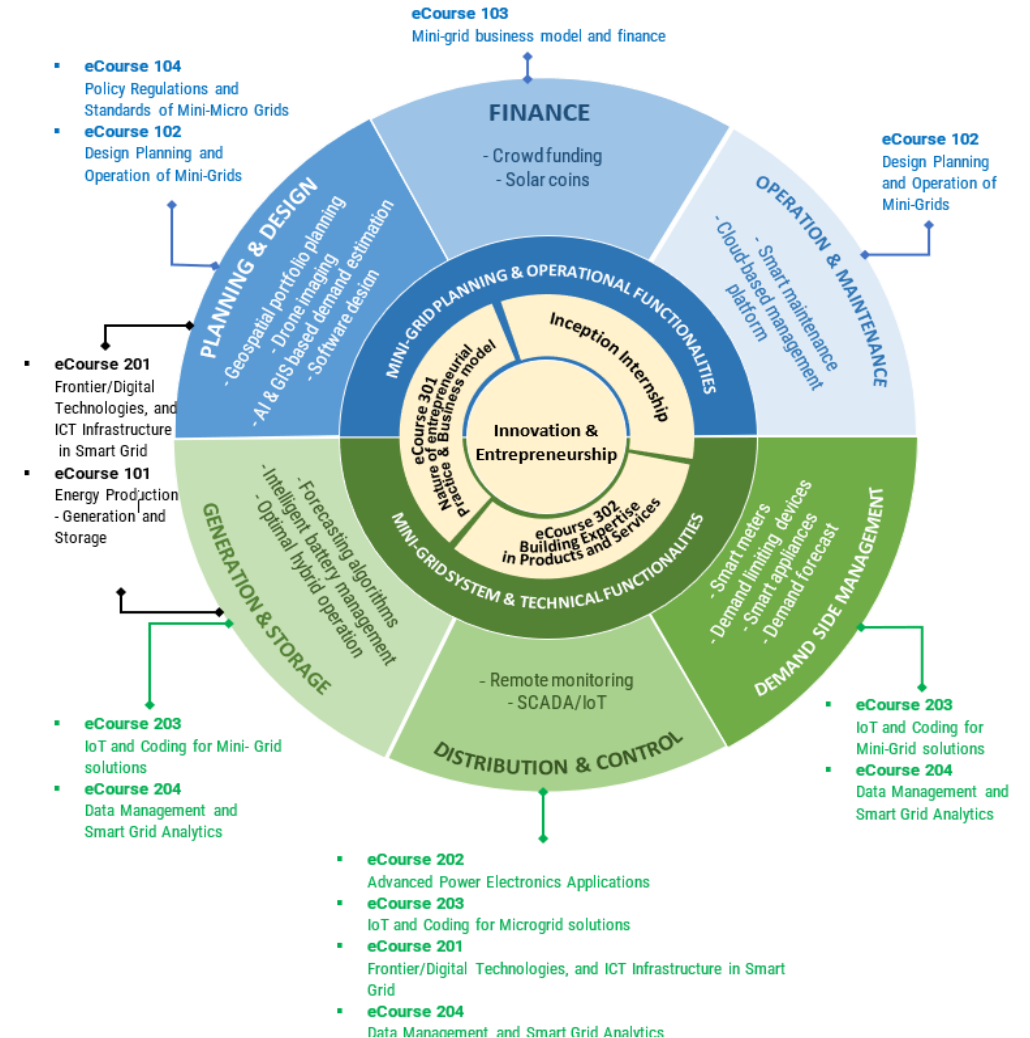 eCourse 103
Mini-grid business model and finance
▪ eCourse 104
Policy Regulations and
Standards of Mini-Micro Grids
▪ eCourse 102
Design Planning and
Operation of Mini-Grids
eCourse 102
Design Planning
and Operation of
Mini-Grids
FINANCE
- Crowdfunding
- Solar coins
PLANNING & DESIGN
- Geospatial portfolio planning
- Drone imaging
- AI & GIS based demand estimation
- Software design
OPERATION & MAINTENANCE
- Smart maintenance
- Cloud-based management
platform
MINI-GRID PLANNING & OPERATIONAL FUNCTIONALITIES
Inception Internship
eCourse 301
Nature of entrepreneurial
Practice & Business model
Innovation &
Entrepreneurship
eCourse 302
Building Expertise
in Products and Services
MINI-GRID SYSTEM & TECHNICAL FUNCTIONALITIES
▪ eCourse 201
Frontier/Digital
Technologies, and
ICT Infrastructure
in Smart Grid
▪ eCourse 101
Energy Production
- Generation and
Storage
GENERATION & STORAGE
- Forecasting algorithms
- Intelligent battery management
- Optimal hybrid operation
- Smart meters
- Demand limiting devices
- Smart appliances
- Demand forecast
DEMAND SIDE MANAGEMENT
- Remote monitoring
- SCADA/IoT
DISTRIBUTION & CONTROL
▪ eCourse 203
IoT and Coding for Mini- Grid
solutions
▪ eCourse 204
Data Management and
Smart Grid Analytics
▪ eCourse 203
IoT and Coding for
Mini-Grid solutions
▪ eCourse 204
Data Management and
Smart Grid Analytics
▪ eCourse 202
Advanced Power Electronics Applications
▪ eCourse 203
IoT and Coding for Microgrid solutions
▪ eCourse 201
Frontier/Digital Technologies, and ICT Infrastructure in Smart
Grid
▪ eCourse 204
Data Management and Smart Grid Analytics